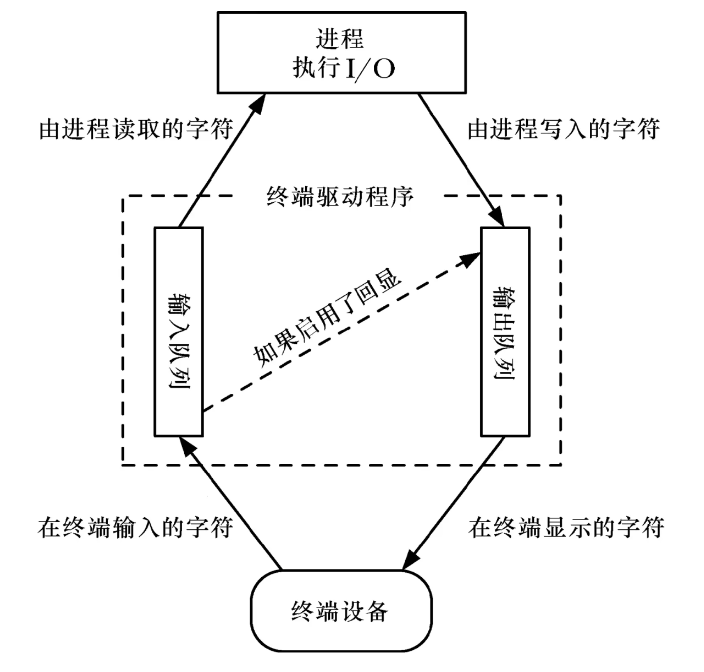 进程
执行I/O
由进程读取的字符
由进程写入的字符
终端驱动程序
输入队列
如果启用了回显
输出队列
在终端输入的字符
在终端显示的字符
终端设备